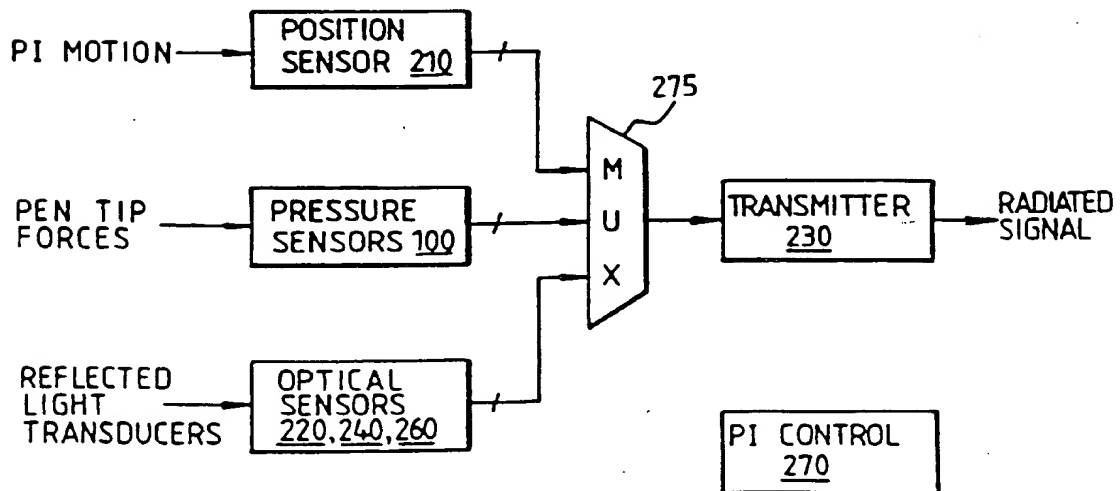 PI MOTION
POSITION
SENSOR 210
275
M
U
X
PEN TIP
FORCES
PRESSURE
SENSORS 100
TRANSMITTER
230
RADIATED
SIGNAL
REFLECTED
LIGHT
TRANSDUCERS
OPTICAL
SENSORS
220, 240, 260
PI CONTROL
270